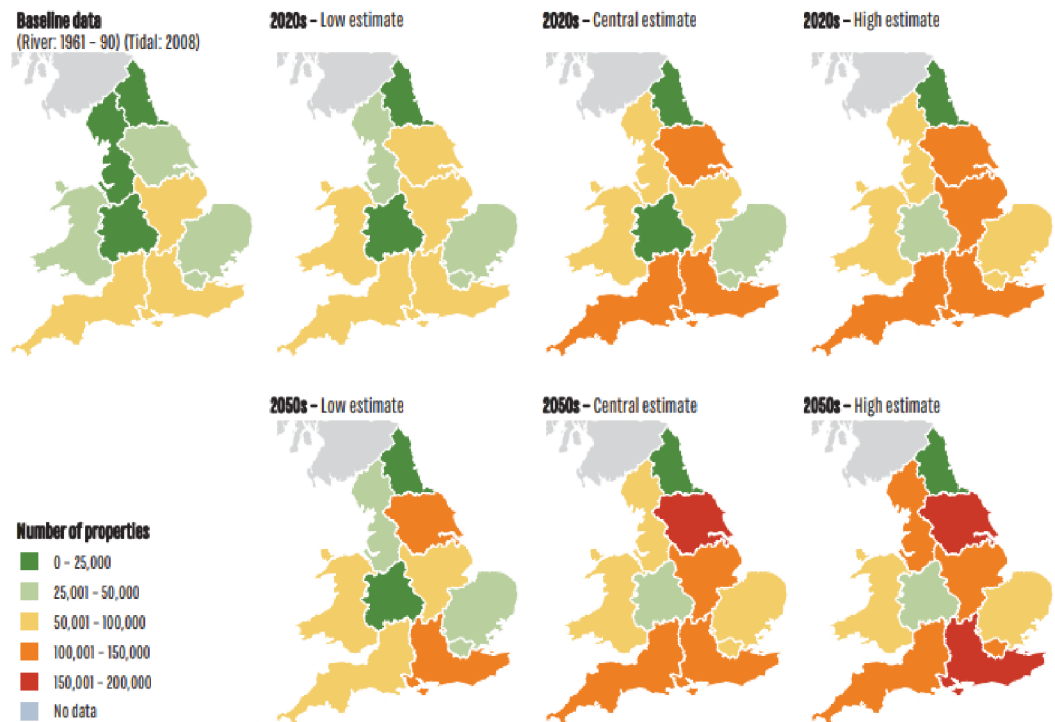 Baseline data
(River: 1961 – 90) (Tidal: 2008)
2020s – Low estimate
2020s – Central estimate
2020s – High estimate
2050s – Low estimate
2050s – Central estimate
2050s – High estimate
Number of properties
0 – 25,000
25,001 – 50,000
50,001 – 100,000
100,001 – 150,000
150,001 – 200,000
No data